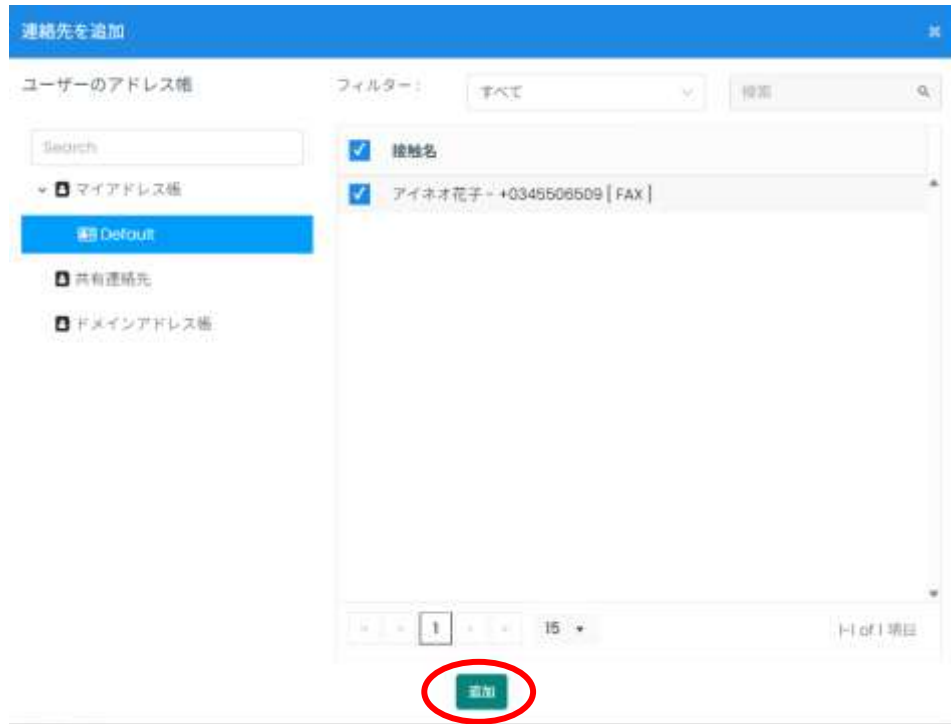 連絡先を追加
ユーザーのアドレス帳
フィルター :
すべて
検索
Search
接触名
マイアドレス帳
アイネオ花子 - +0345506509 [ FAX ]
Default
共有連絡先
ドメインアドレス帳
1
15
1-1 of 1 項目
追加